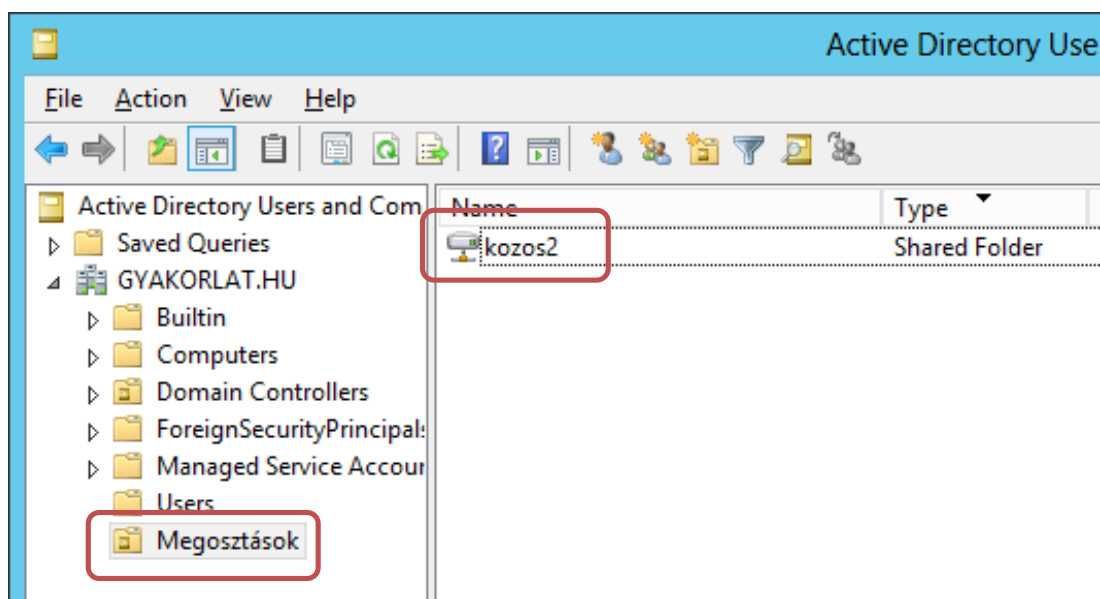 Active Directory Use
File Action View Help
Active Directory Users and Com
Saved Queries
GYAKORLAT.HU
Builtin
Computers
Domain Controllers
ForeignSecurityPrincipals
Managed Service Accoun
Users
Megosztások
Name Type
kozos2 Shared Folder